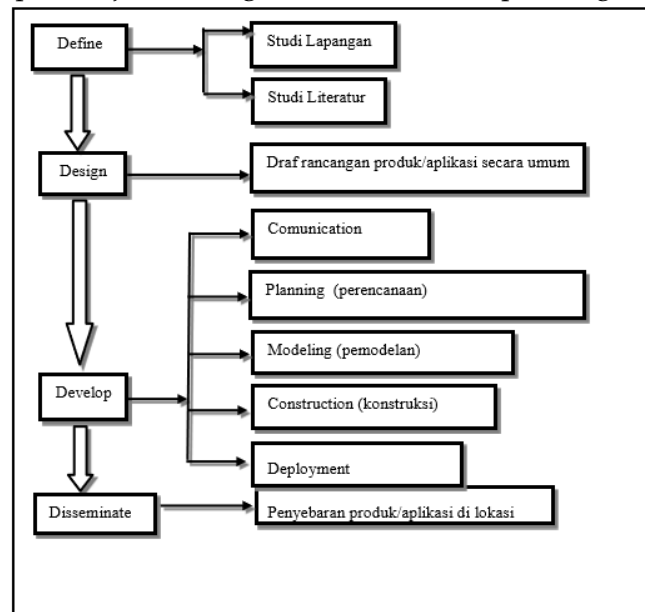 Define
Studi Lapangan
Studi Literatur
Design
Draf rancangan produk/aplikasi secara umum
Comunication
Planning (perencanaan)
Modeling (pemodelan)
Develop
Construction (konstruksi)
Deployment
Disseminate
Penyebaran produk/aplikasi di lokasi